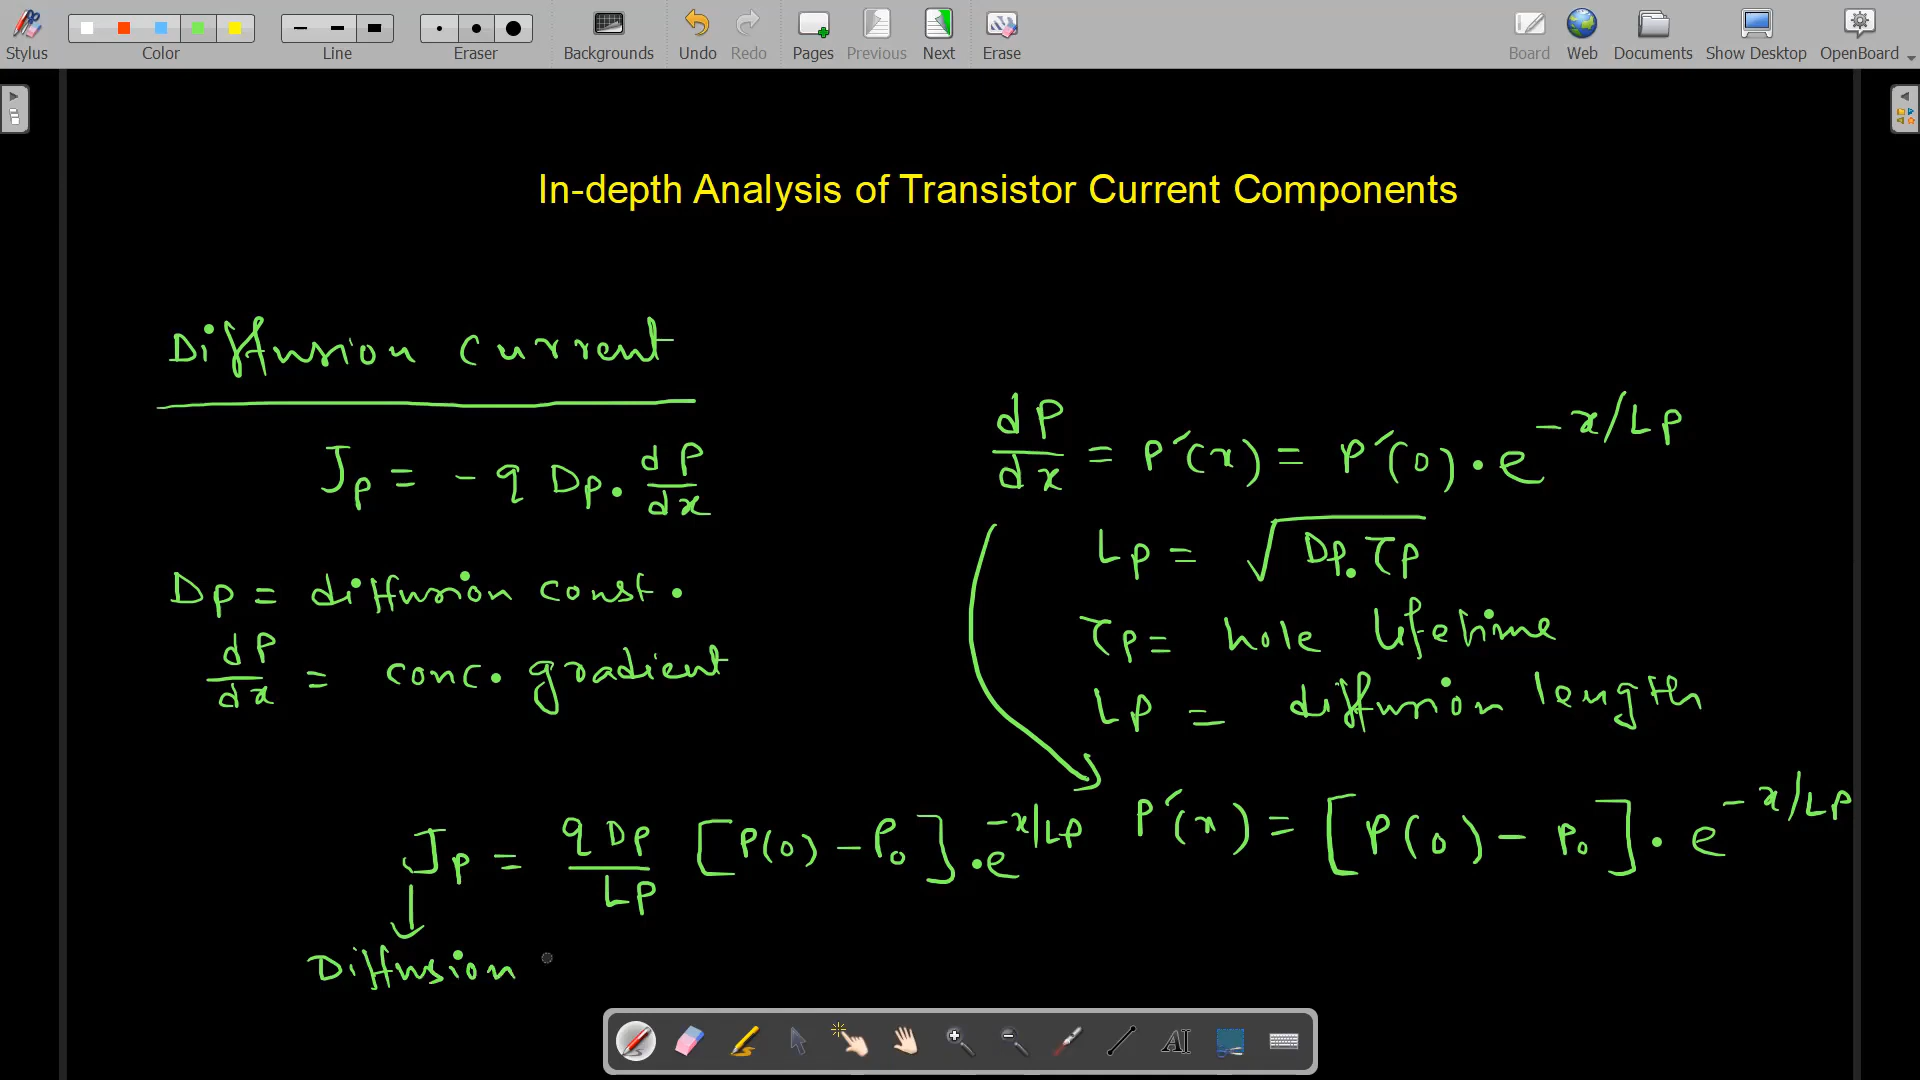 Stylus Color Line Eraser Backgrounds Undo Redo Pages Previous Next Erase Board Web Documents Show Desktop OpenBoard
In-depth Analysis of Transistor Current Components
Diffusion current
Jp = - q Dp . dP/dx
Dp = diffusion const.
dP/dx = conc. gradient
dP/dx = P'(x) = P'(0) . e^(-x/Lp)
Lp = √(Dp . τp)
τp = hole lifetime
Lp = diffusion length
P'(x) = [P(0) - P₀] . e^(-x/Lp)
Jp = q Dp/Lp [P(0) - P₀] . e^(-x/Lp)
Diffusion
AI